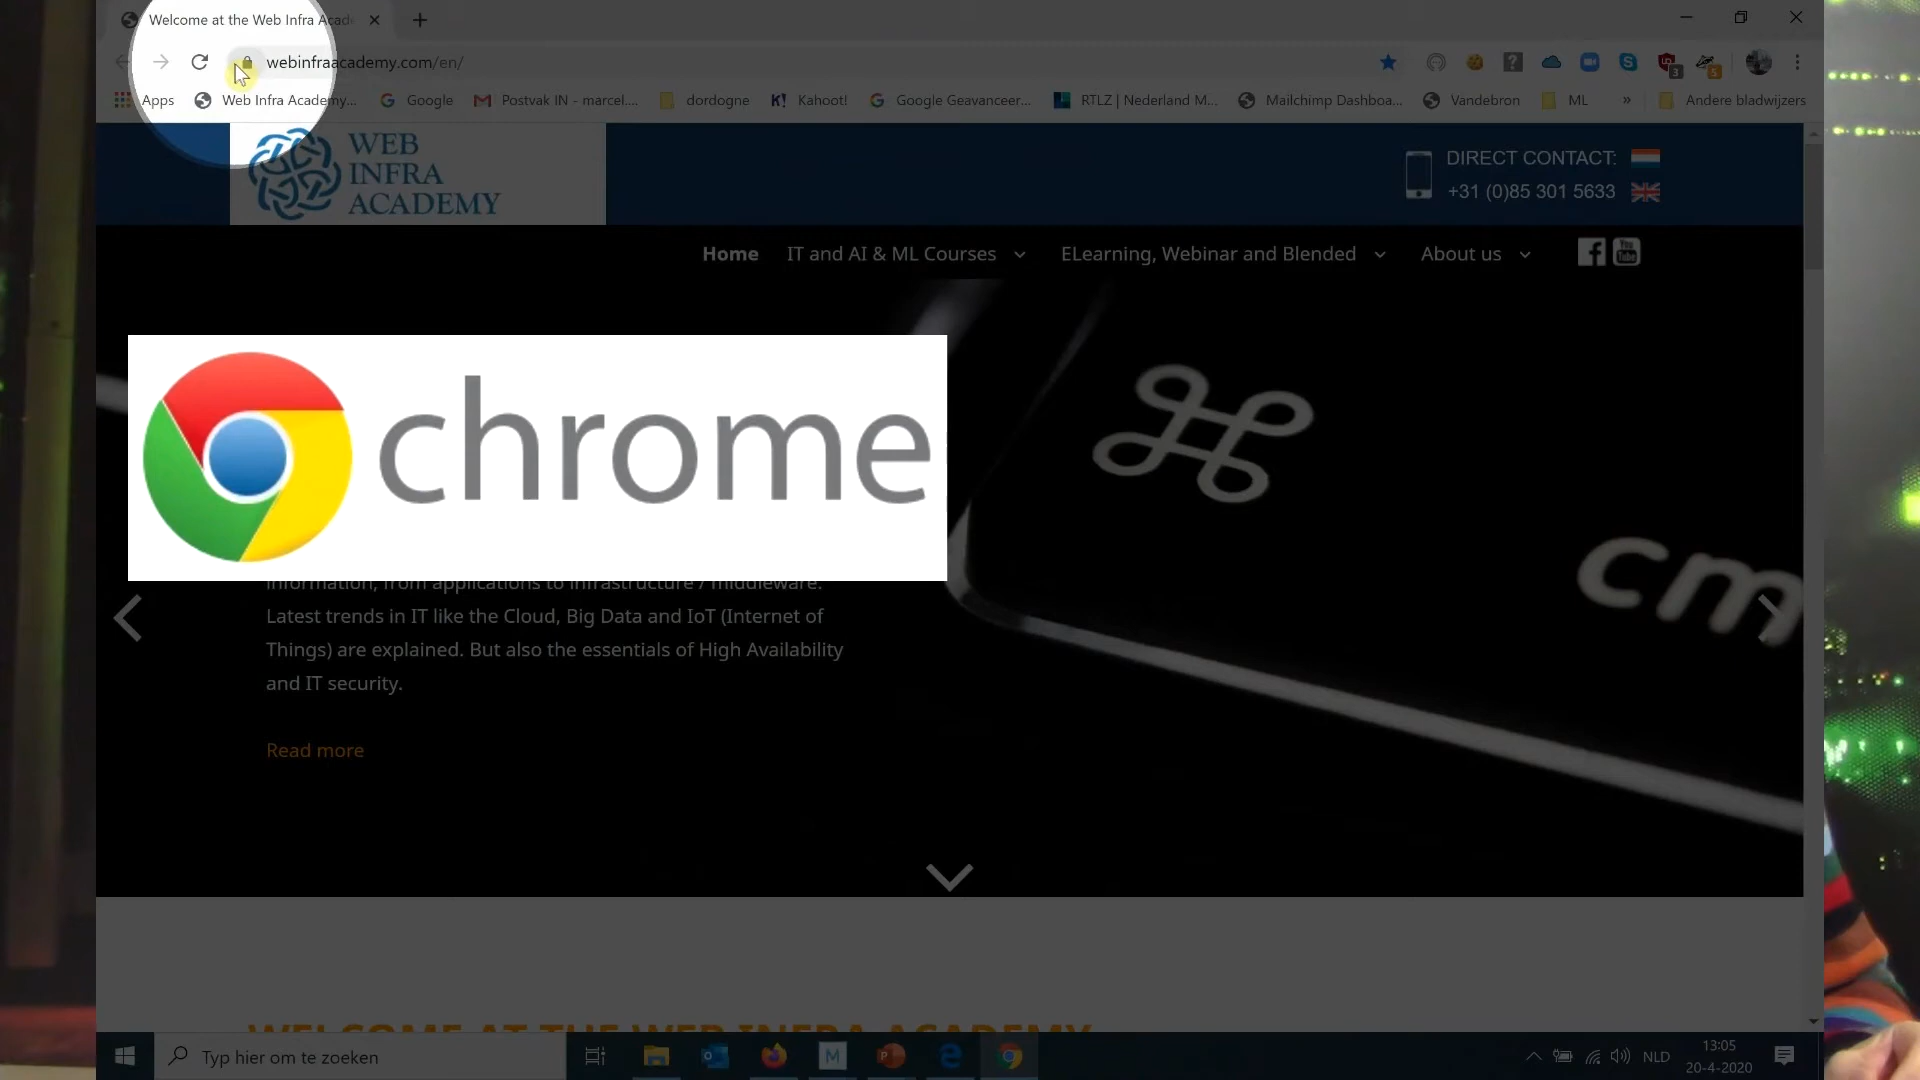 Welcome at the Web Infra Acad
webinfraacademy.com/en/
Apps
Web Infra Academy...
Google
Postvak IN - marcel....
dordogne
K!
Kahoot!
Google Geavanceer...
RTLZ | Nederland M...
Mailchimp Dashboa...
Vandebron
ML
»
Andere bladwijzers
3
5
WEB
INFRA
ACADEMY
DIRECT CONTACT:
+31 (0)85 301 5633
Home
IT and AI & ML Courses
ELearning, Webinar and Blended
About us
You
Tube
chrome
⌘
cm
information, from applications to infrastructure / middleware.
Latest trends in IT like the Cloud, Big Data and IoT (Internet of
Things) are explained. But also the essentials of High Availability
and IT security.
Read more
WELCOME AT THE WEB INFRA ACADEMY
Typ hier om te zoeken
M
NLD
13:05
20-4-2020